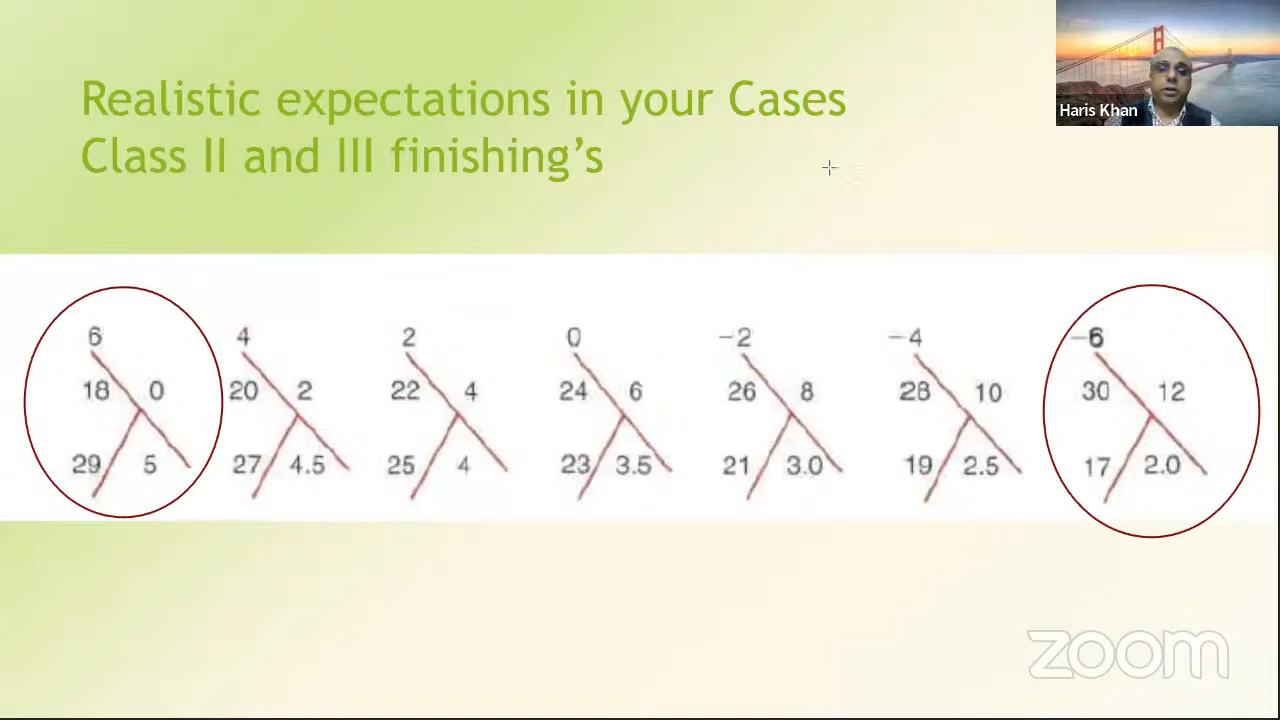 Realistic expectations in your Cases
Class II and III finishing's
Haris Khan
6 4 2 0 −2 −4 −6
18 0 20 2 22 4 24 6 26 8 28 10 30 12
29 5 27 4.5 25 4 23 3.5 21 3.0 19 2.5 17 2.0
zoom